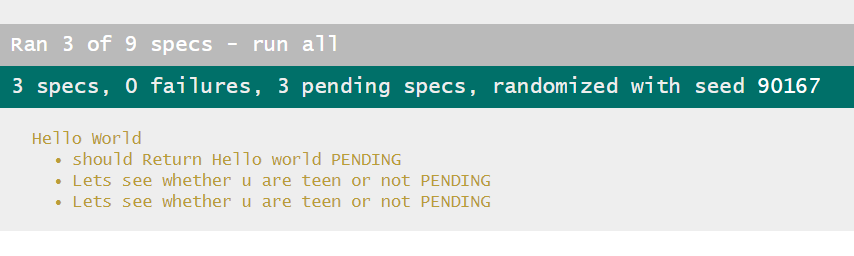 Ran 3 of 9 specs - run all
3 specs, 0 failures, 3 pending specs, randomized with seed 90167
Hello World
• should Return Hello world PENDING
• Lets see whether u are teen or not PENDING
• Lets see whether u are teen or not PENDING